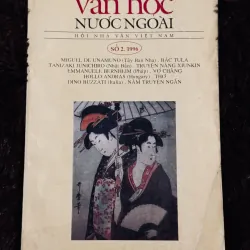 văn học
NƯỚC NGOÀI
HỘI NHÀ VĂN VIỆT NAM
SỐ 2. 1996
MIGUEL DE UNAMUNO (Tây Ban Nha) . BÁC TULA
TANIZAKI JUNICHIRO (Nhật Bản) . TRUYỆN NÀNG XIUNKIN
EMMANUELE BERNHEIM (Pháp) . VỢ CHÀNG
HOLLO ANDRAS (Hungary) . THƠ
DINO BUZZATI (Italia) . NĂM TRUYỆN NGẮN